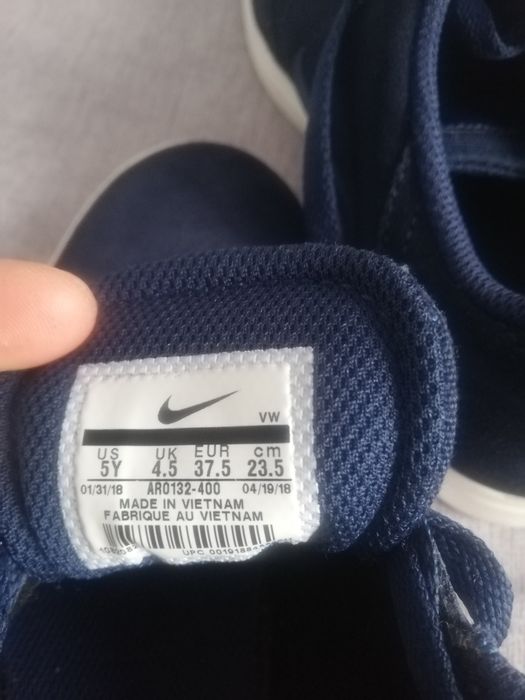 VW
US UK EUR cm
5Y 4.5 37.5 23.5
01/31/18 AR0132-400 04/19/18
MADE IN VIETNAM
FABRIQUE AU VIETNAM
UPC